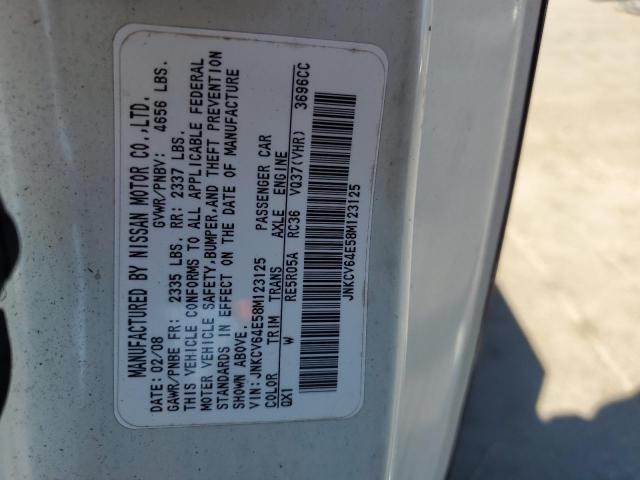 MANUFACTURED BY NISSAN MOTOR CO.,LTD.
DATE: 02/08 GVWR/PNBV: 4656 LBS.
GAWR/PNBE FR: 2335 LBS. RR: 2337 LBS.
THIS VEHICLE CONFORMS TO ALL APPLICABLE FEDERAL
MOTOR VEHICLE SAFETY,BUMPER,AND THEFT PREVENTION
STANDARDS IN EFFECT ON THE DATE OF MANUFACTURE
SHOWN ABOVE.
VIN: JNKCV64E58M123125 PASSENGER CAR
COLOR TRIM TRANS AXLE ENGINE
QX1 W RE5R05A RC36 VQ37(VHR) 3696CC
JNKCV64E58M123125